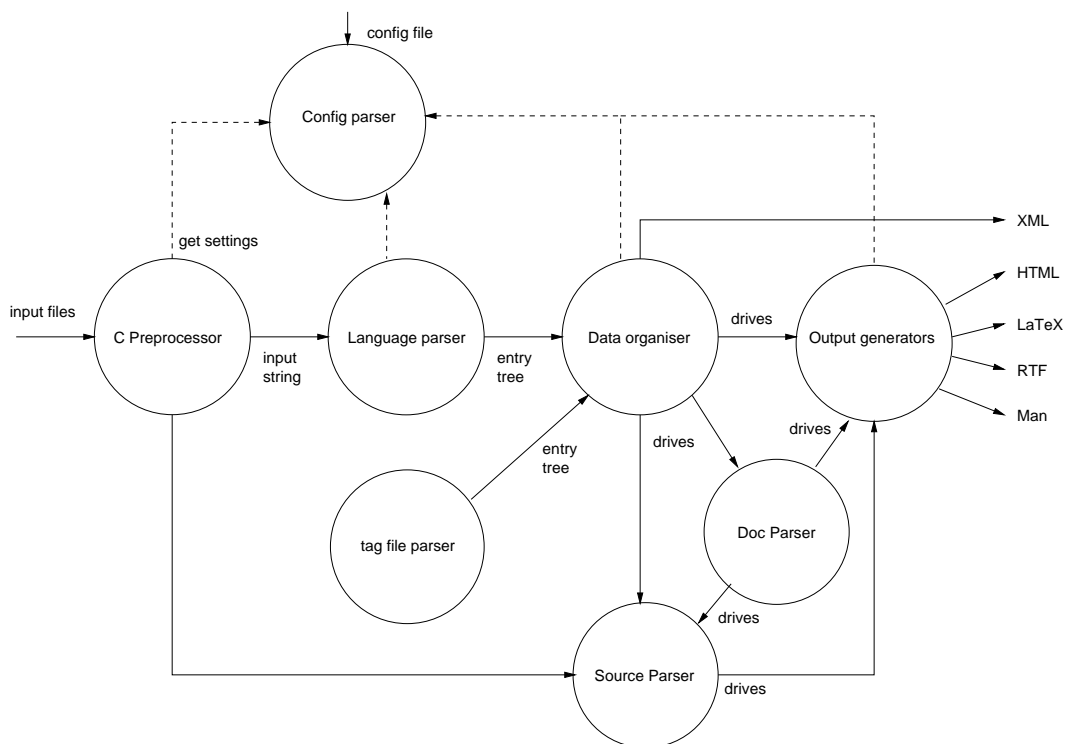 config file
Config parser
get settings
XML
HTML
input files
drives
LaTeX
C Preprocessor
Language parser
Data organiser
Output generators
input
string
entry
tree
RTF
Man
drives
drives
entry
tree
Doc Parser
tag file parser
drives
Source Parser
drives